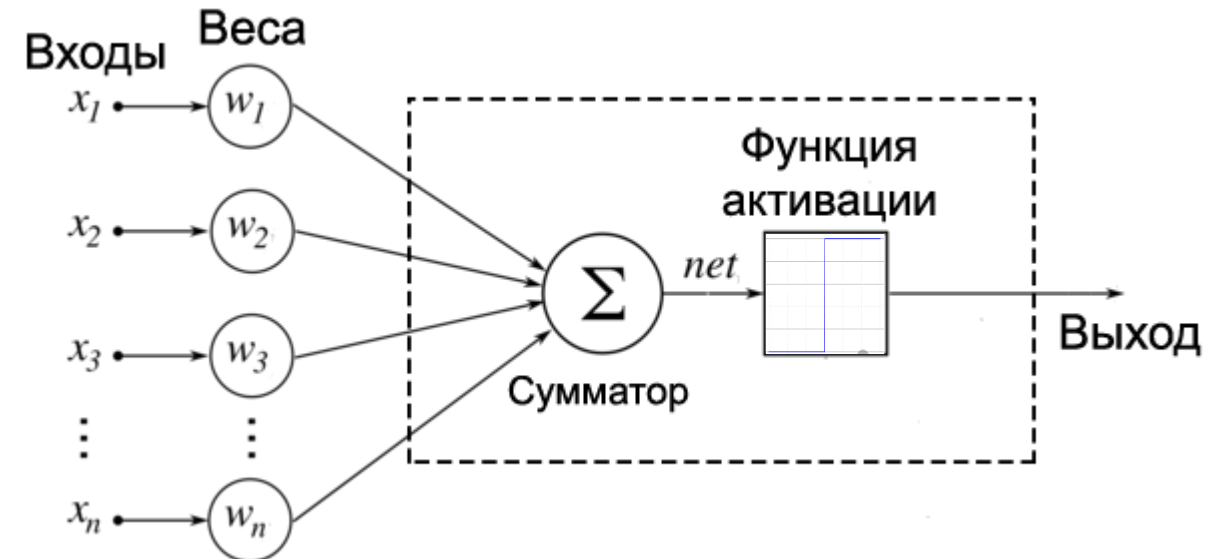 Входы
Веса
x1
w1
x2
w2
x3
w3
⋮
⋮
xn
wn
Σ
Сумматор
net
Функция
активации
Выход